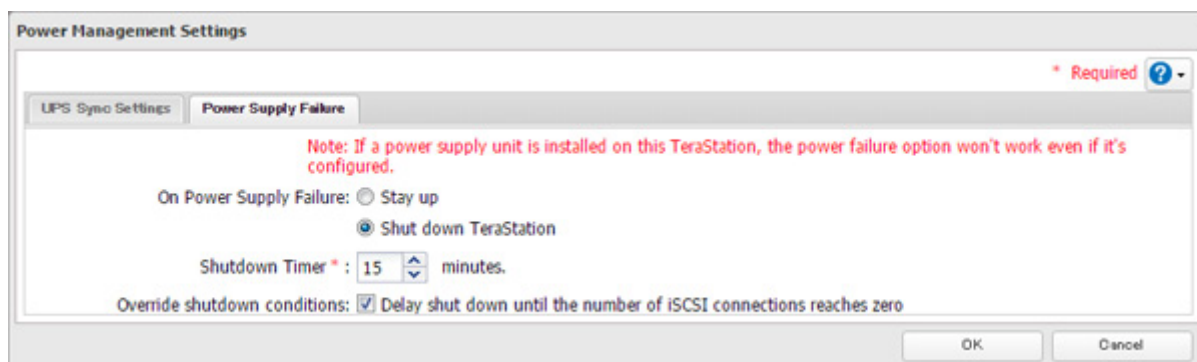 Power Management Settings
* Required
UPS Sync Settings Power Supply Failure
Note: If a power supply unit is installed on this TeraStation, the power failure option won't work even if it's
configured.
On Power Supply Failure: Stay up
Shut down TeraStation
Shutdown Timer * : 15 minutes.
Override shutdown conditions: Delay shut down until the number of iSCSI connections reaches zero
OK Cancel